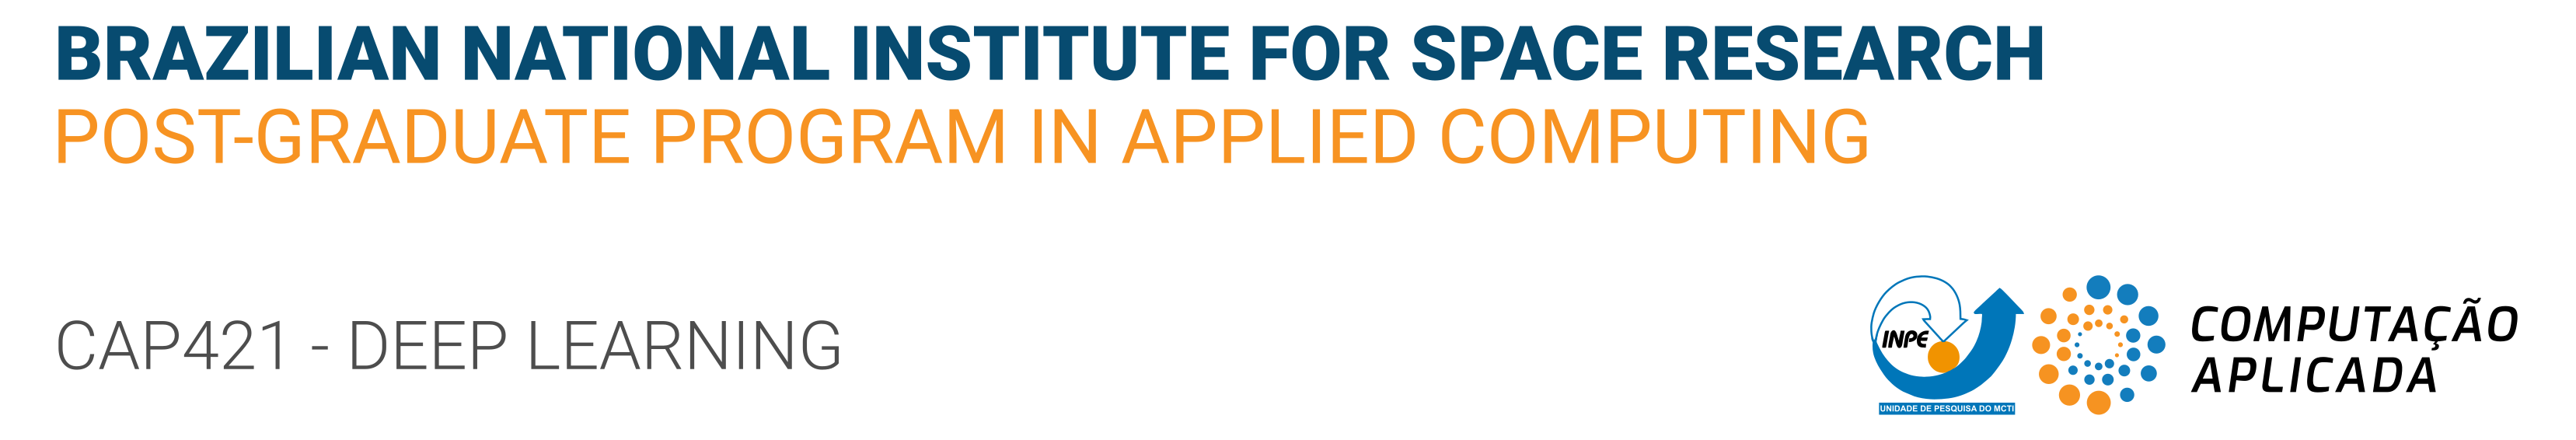 BRAZILIAN NATIONAL INSTITUTE FOR SPACE RESEARCH
POST-GRADUATE PROGRAM IN APPLIED COMPUTING
CAP421 - DEEP LEARNING
INPE
UNIDADE DE PESQUISA DO MCTI
COMPUTAÇÃO
APLICADA